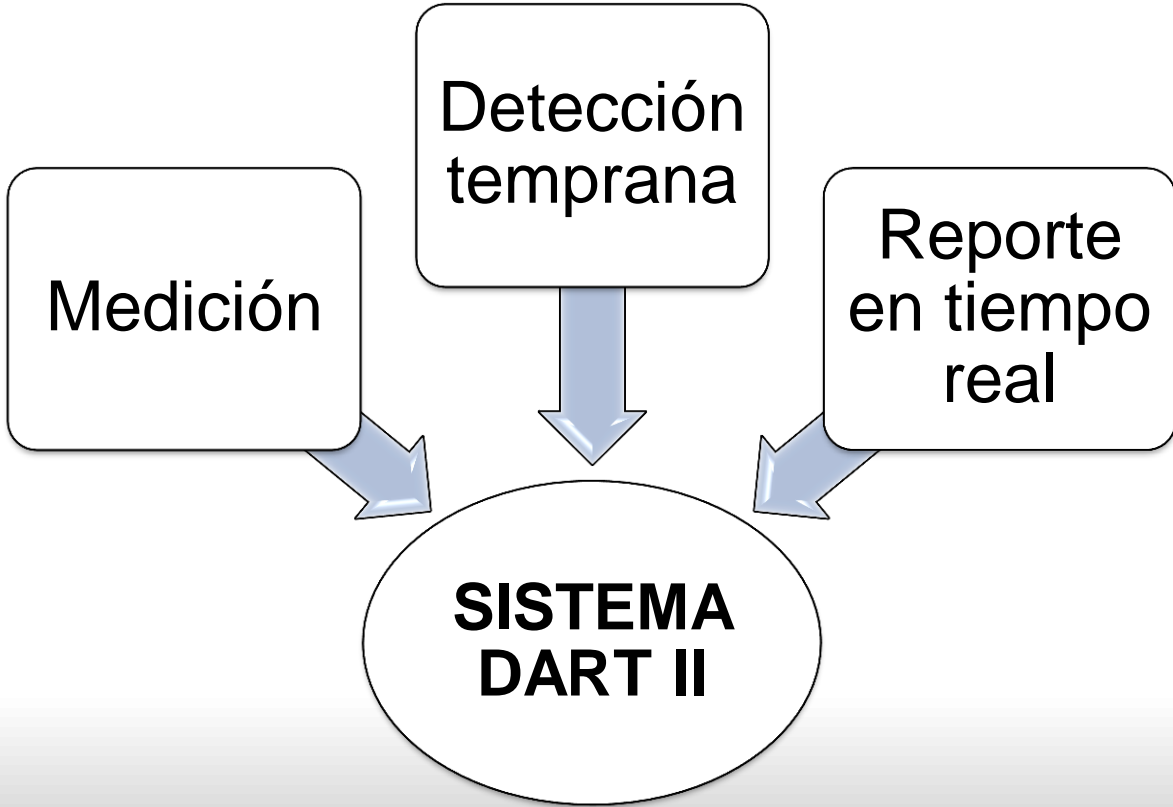 Medición
Detección
temprana
Reporte
en tiempo
real
SISTEMA
DART II